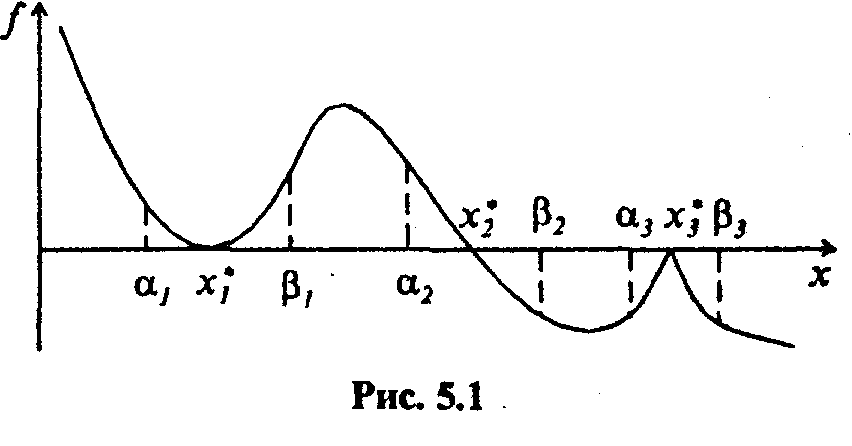 f
x₂* β₂ α₃ x₃* β₃
α₁ x₁* β₁ α₂ x
Рис. 5.1